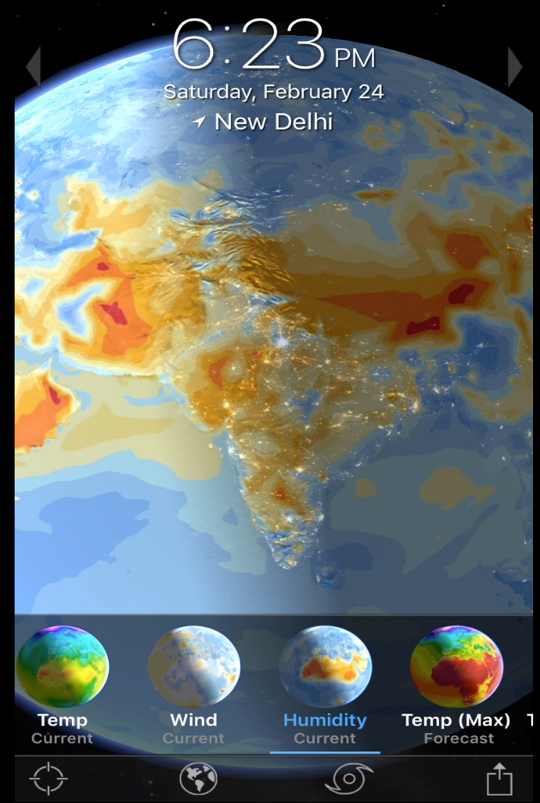 6:23 PM
Saturday, February 24
New Delhi
Temp
Current
Wind
Current
Humidity
Current
Temp (Max)
Forecast
T